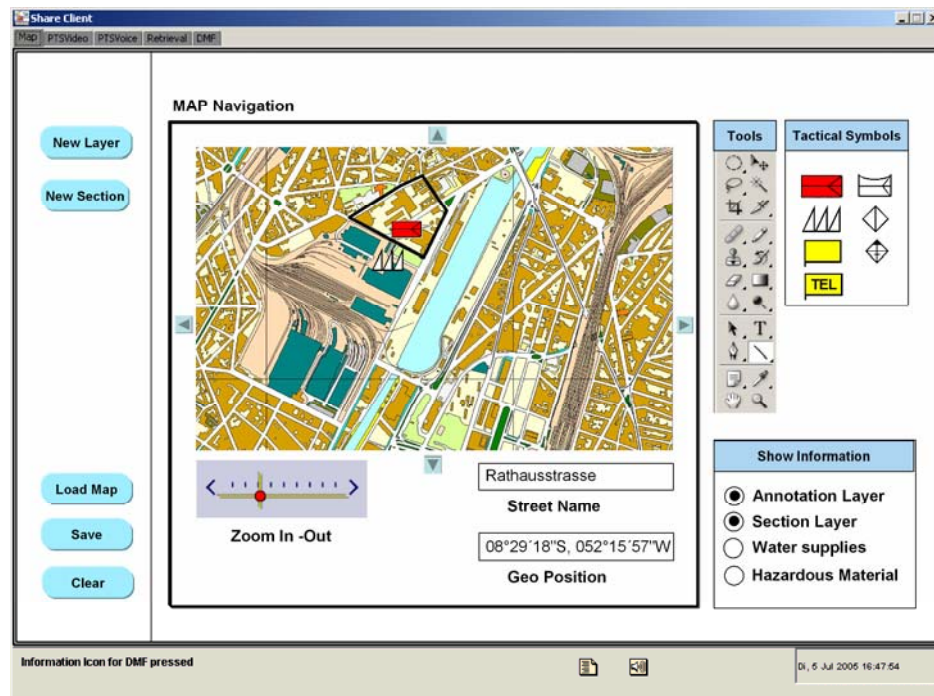 Share Client
Map PTSVideo PTSVoice Retrieval DMF
MAP Navigation
New Layer
New Section
Load Map
Save
Clear
Zoom In -Out
Rathausstrasse
Street Name
08°29´18"S, 052°15´57"W
Geo Position
Tools
T
Tactical Symbols
TEL
Show Information
Annotation Layer
Section Layer
Water supplies
Hazardous Material
Information Icon for DMF pressed
Di, 5 Jul 2005 16:47:54